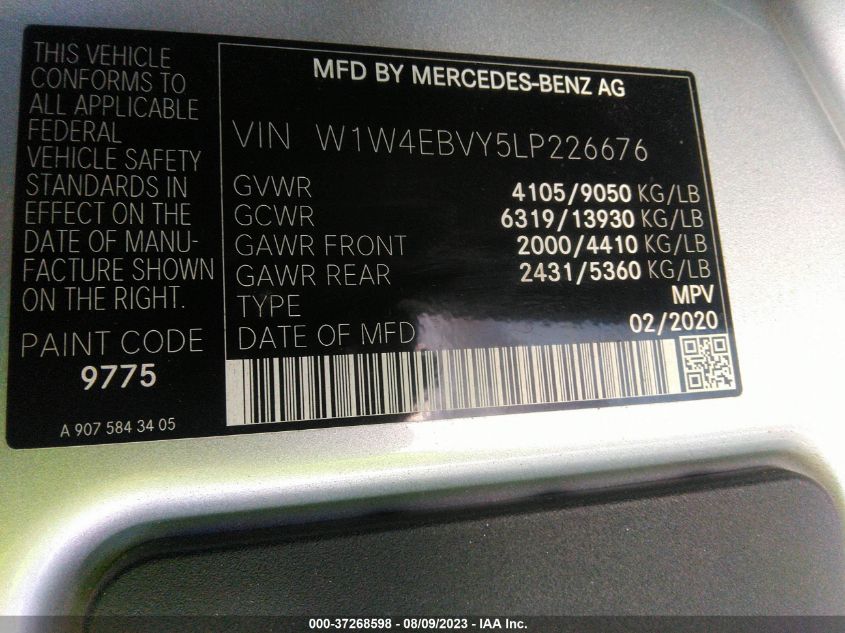 THIS VEHICLE
CONFORMS TO
ALL APPLICABLE
FEDERAL
VEHICLE SAFETY
STANDARDS IN
EFFECT ON THE
DATE OF MANU-
FACTURE SHOWN
ON THE RIGHT.
PAINT CODE
9775
A 907 584 34 05
MFD BY MERCEDES-BENZ AG
VIN W1W4EBVY5LP226676
GVWR 4105/9050 KG/LB
GCWR 6319/13930 KG/LB
GAWR FRONT 2000/4410 KG/LB
GAWR REAR 2431/5360 KG/LB
TYPE MPV
DATE OF MFD 02/2020
000-37268598 - 08/09/2023 - IAA Inc.